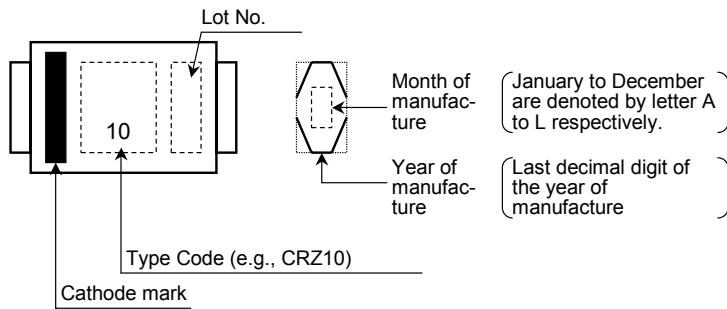 Lot No.
10
Month of
manufac-
ture
January to December
are denoted by letter A
to L respectively.
Year of
manufac-
ture
Last decimal digit of
the year of
manufacture
Type Code (e.g., CRZ10)
Cathode mark